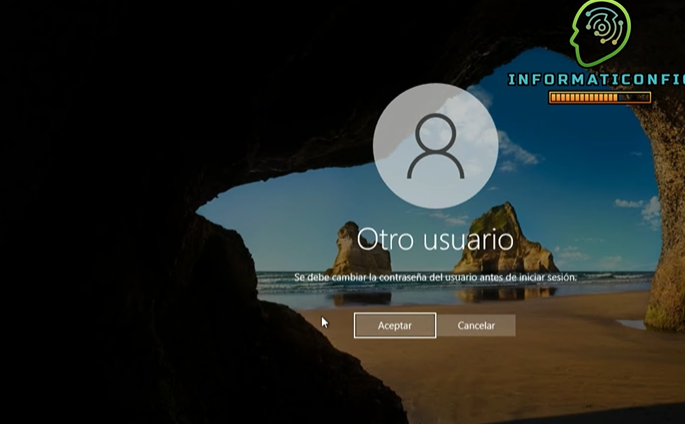 INFORMATICONFIG
Otro usuario
Se debe cambiar la contraseña del usuario antes de iniciar sesión.
Aceptar
Cancelar